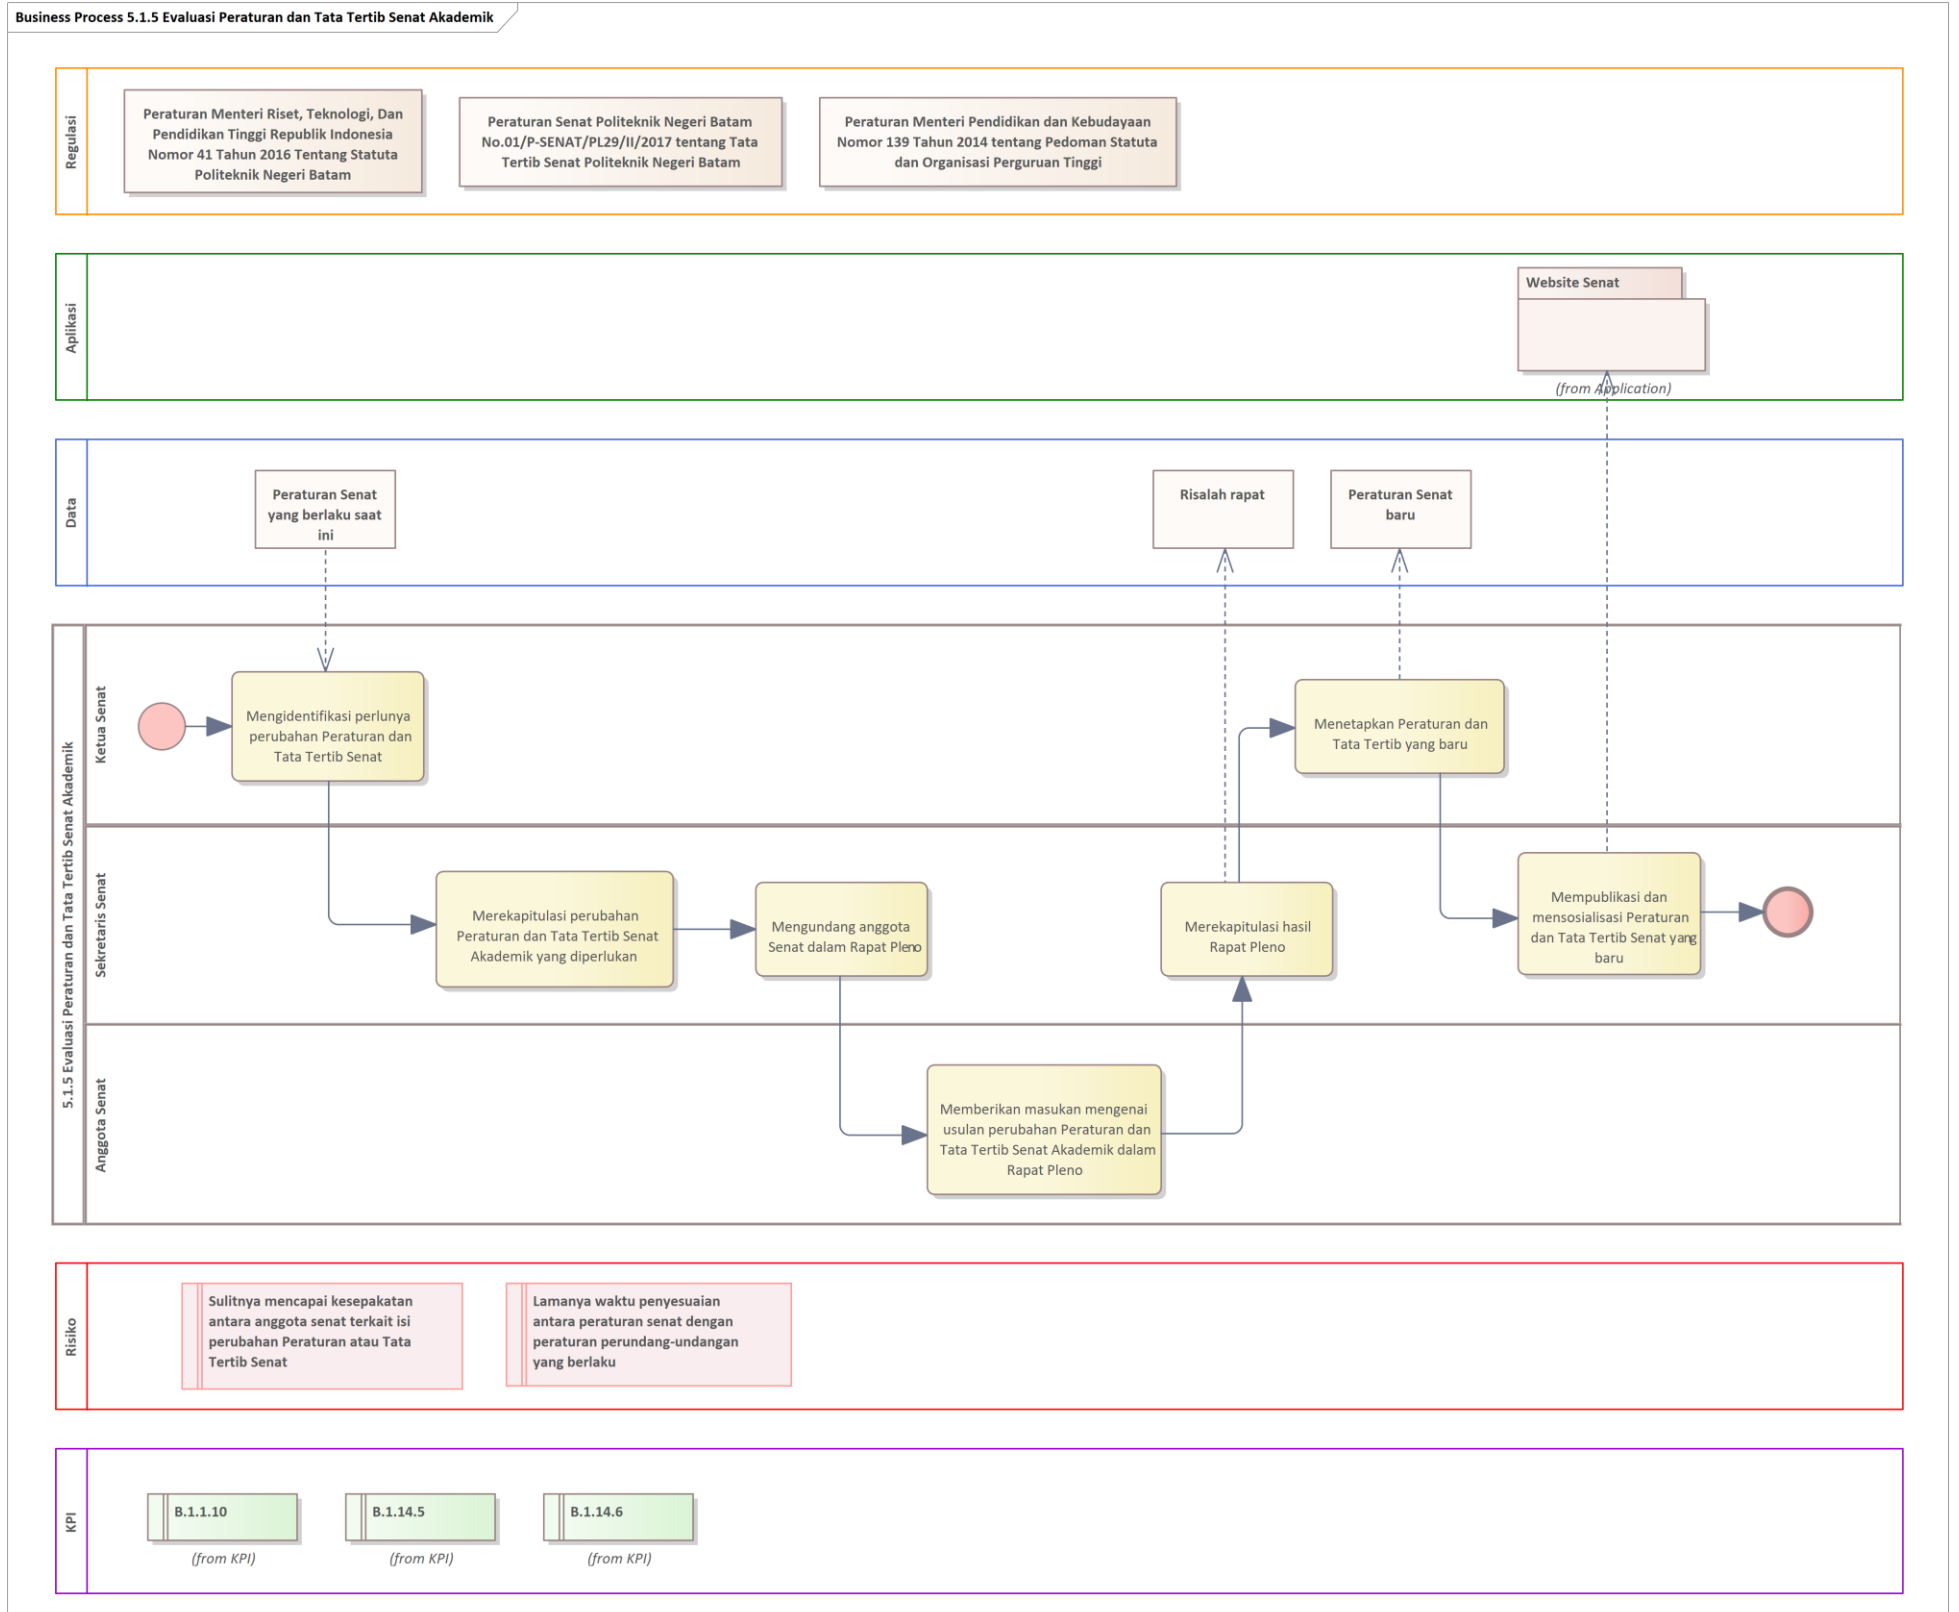 Business Process 5.1.5 Evaluasi Peraturan dan Tata Tertib Senat Akademik
Regulasi
Peraturan Menteri Riset, Teknologi, Dan
Pendidikan Tinggi Republik Indonesia
Nomor 41 Tahun 2016 Tentang Statuta
Politeknik Negeri Batam
Peraturan Senat Politeknik Negeri Batam
No.01/P-SENAT/PL29/II/2017 tentang Tata
Tertib Senat Politeknik Negeri Batam
Peraturan Menteri Pendidikan dan Kebudayaan
Nomor 139 Tahun 2014 tentang Pedoman Statuta
dan Organisasi Perguruan Tinggi
Aplikasi
Website Senat
(from Application)
Data
Peraturan Senat
yang berlaku saat
ini
Risalah rapat
Peraturan Senat
baru
5.1.5 Evaluasi Peraturan dan Tata Tertib Senat Akademik
Ketua Senat
Mengidentifikasi perlunya
perubahan Peraturan dan
Tata Tertib Senat
Menetapkan Peraturan dan
Tata Tertib yang baru
Sekretaris Senat
Merekapitulasi perubahan
Peraturan dan Tata Tertib Senat
Akademik yang diperlukan
Mengundang anggota
Senat dalam Rapat Pleno
Merekapitulasi hasil
Rapat Pleno
Mempublikasi dan
mensosialisasi Peraturan
dan Tata Tertib Senat yang
baru
Anggota Senat
Memberikan masukan mengenai
usulan perubahan Peraturan dan
Tata Tertib Senat Akademik dalam
Rapat Pleno
Risiko
Sulitnya mencapai kesepakatan
antara anggota senat terkait isi
perubahan Peraturan atau Tata
Tertib Senat
Lamanya waktu penyesuaian
antara peraturan senat dengan
peraturan perundang-undangan
yang berlaku
KPI
B.1.1.10
(from KPI)
B.1.14.5
(from KPI)
B.1.14.6
(from KPI)